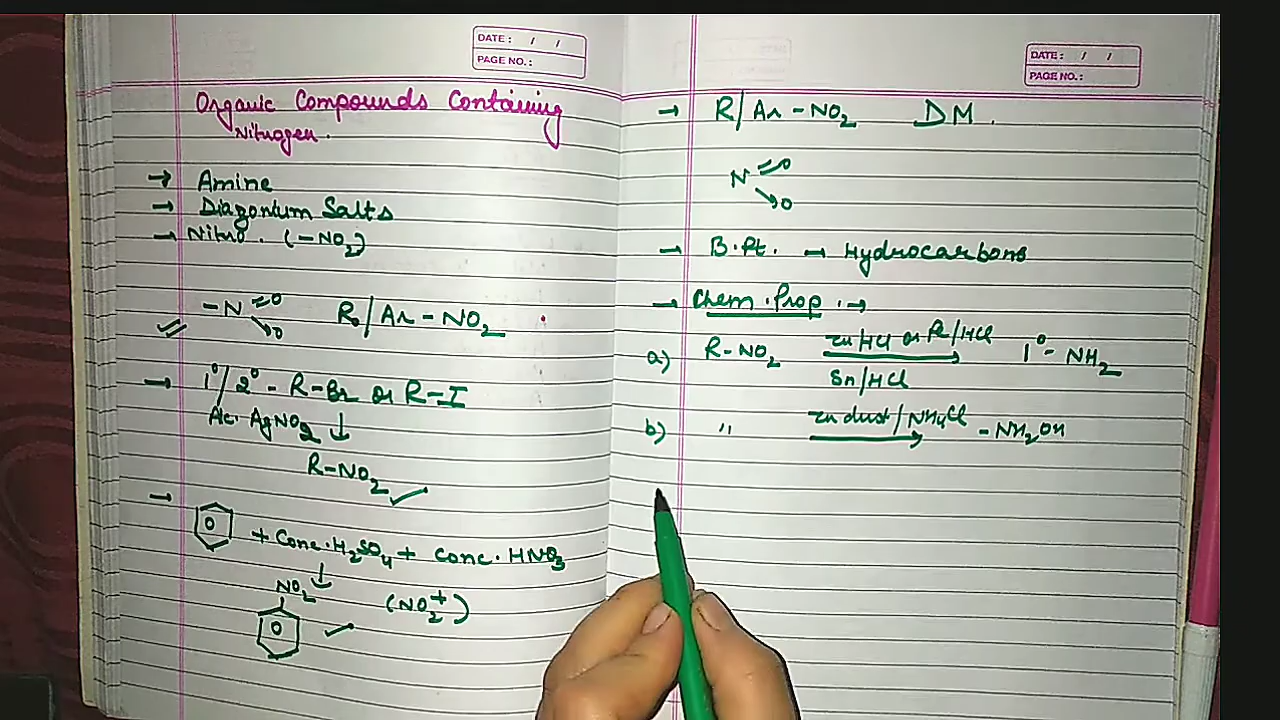 DATE: / /
PAGE NO.:
Organic Compounds Containing
Nitrogen.
→ Amine
→ Diazonium Salts
→ Nitro. (-NO2)
-N =O →O R/Ar-NO2
→ 1°/2° - R-Br or R-I
Alc. AgNO2 ↓
R-NO2 ✓
→
+ Conc. H2SO4 + Conc. HNO3
↓
NO2 (NO2+)
✓
DATE: / /
PAGE NO.:
→ R/Ar-NO2 DM.
N =O →O
→ B.Pt. → Hydrocarbons
→ Chem. Prop. →
a) R-NO2 Zn/HCl or Fe/HCl 1°-NH2
Sn/HCl
b) " Zn dust/NH4Cl -NH2OH